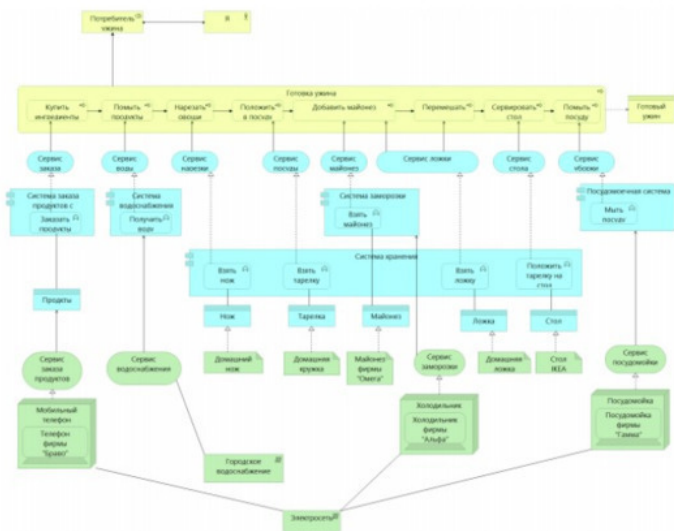 Потребитель
ужина
Я
Готовка ужина
Купить
ингредиенты
Помыть
продукты
Нарезать
овощи
Положить
в посуду
Добавить майонез
Перемешать
Сервировать
стол
Помыть
посуду
Готовый
ужин
Сервис
заказа
Сервис
воды
Сервис
нарезки
Сервис
посуды
Сервис
майонез
Сервис ложки
Сервис
стола
Сервис
уборки
Система заказа
продуктов с
Заказать
продукты
Система
водоснабжения
Получить
воду
Система заморозки
Взять
майонез
Посудомоечная система
Мыть
посуду
Система хранения
Взять
нож
Взять
тарелку
Взять
ложку
Положить
тарелку на
стол
Продукты
Нож
Тарелка
Майонез
Ложка
Стол
Сервис
заказа
продуктов
Сервис
водоснабжения
Домашний
нож
Домашняя
кружка
Майонез
фирмы
"Омега"
Сервис
заморозки
Домашняя
ложка
Стол
IKEA
Сервис
посудомойки
Мобильный
телефон
Телефон
фирмы
"Браво"
Городское
водоснабжение
Холодильник
Холодильник
фирмы
"Альфа"
Посудомойка
Посудомойка
фирмы
"Гамма"
Электросеть